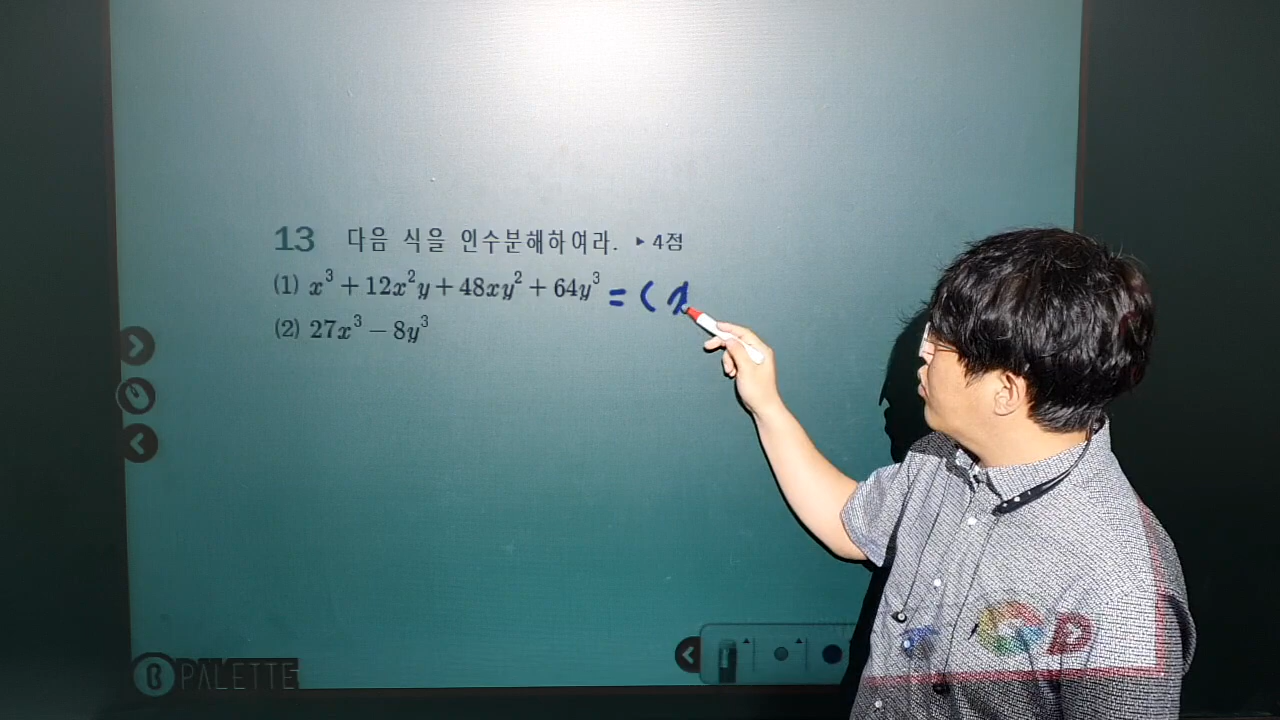 13 다음 식을 인수분해하여라. ▸ 4점
(1) x³ + 12x²y + 48xy² + 64y³ = ( x
(2) 27x³ − 8y³
B PALETTE